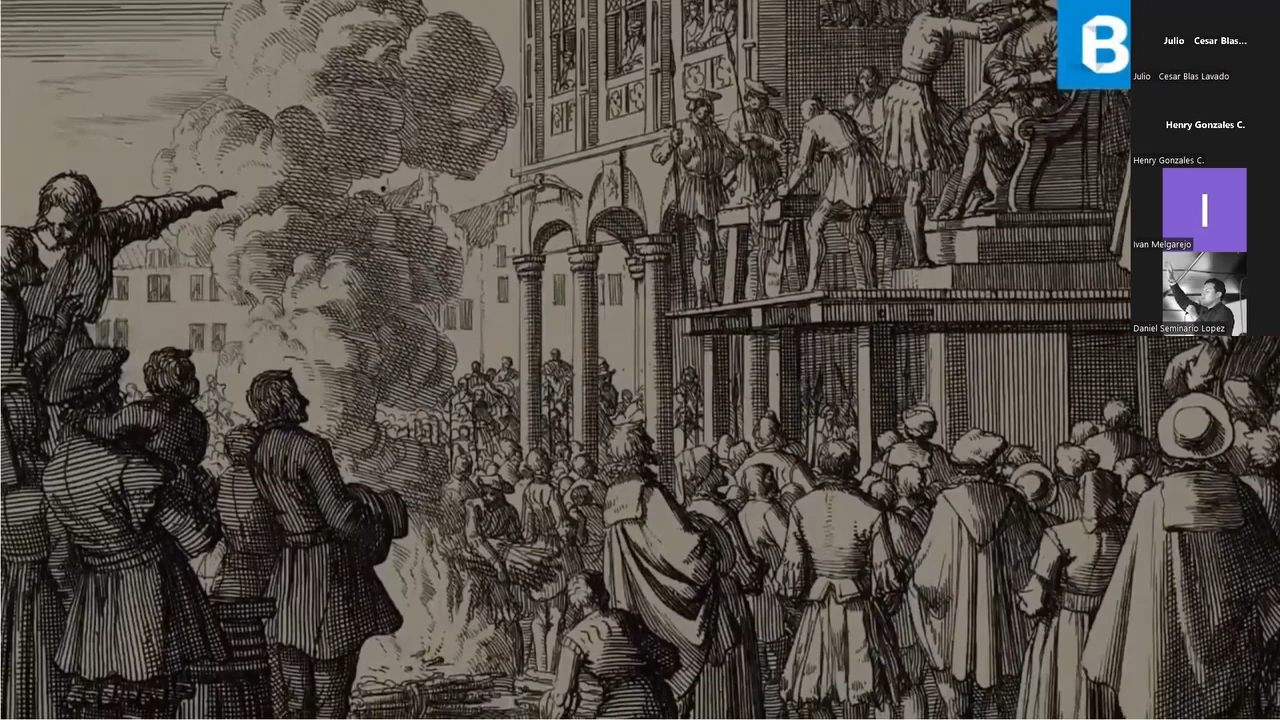 B
Julio Cesar Blas...
Julio Cesar Blas Lavado
Henry Gonzales C.
Henry Gonzales C.
I
Ivan Melgarejo
Daniel Seminario Lopez